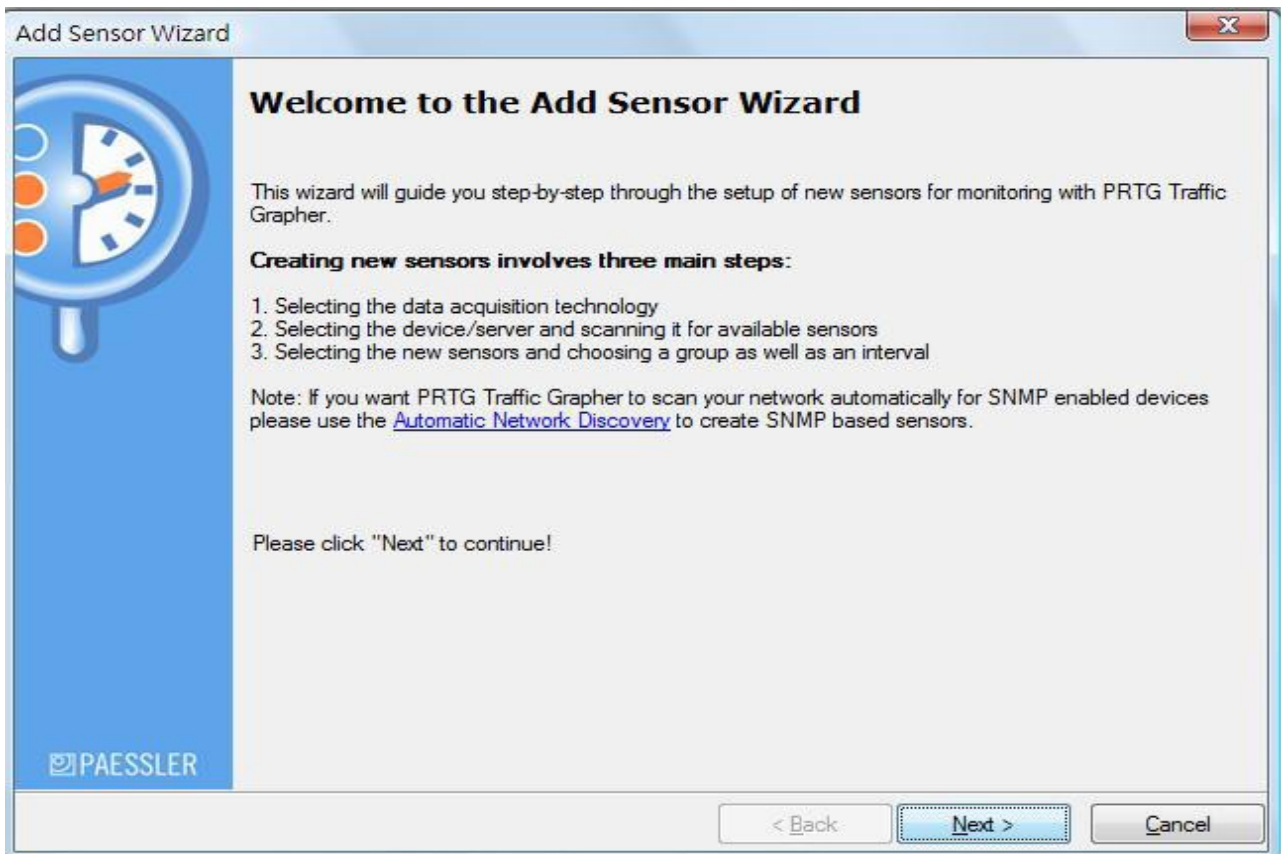 Add Sensor Wizard
Welcome to the Add Sensor Wizard
This wizard will guide you step-by-step through the setup of new sensors for monitoring with PRTG Traffic
Grapher.
Creating new sensors involves three main steps:
1. Selecting the data acquisition technology
2. Selecting the device/server and scanning it for available sensors
3. Selecting the new sensors and choosing a group as well as an interval
Note: If you want PRTG Traffic Grapher to scan your network automatically for SNMP enabled devices
please use the Automatic Network Discovery to create SNMP based sensors.
Please click "Next" to continue!
PAESSLER
< Back Next > Cancel